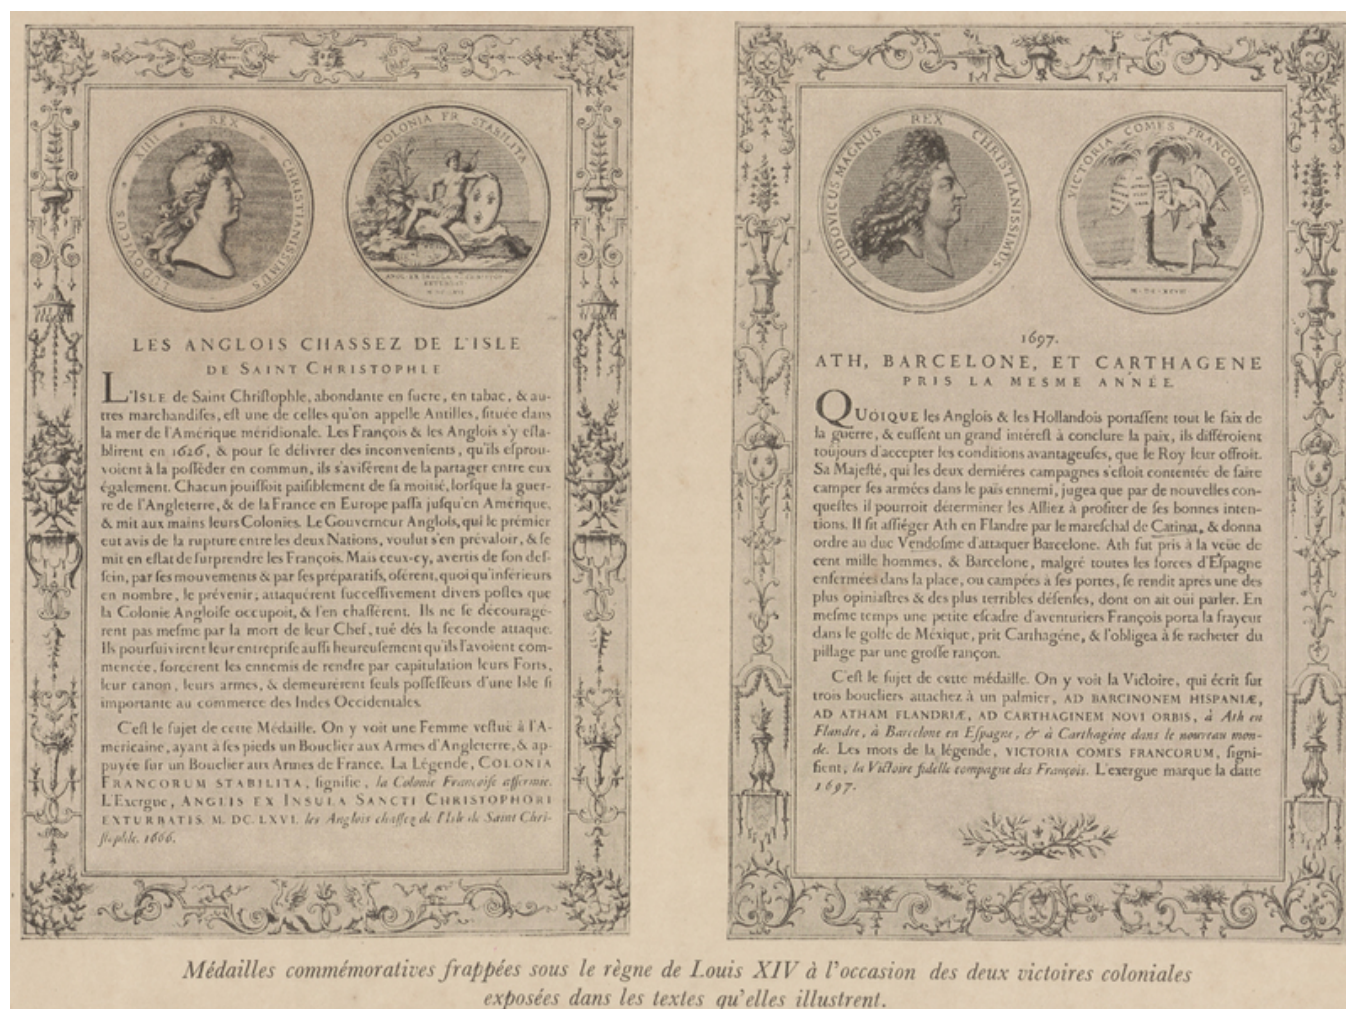 LUDOVICUS XIIII REX CHRISTIANISSIMUS
COLONIA FR STABILITA
LES ANGLOIS CHASSEZ DE L'ISLE
DE SAINT CHRISTOPHLE
L'ISLE de Saint Chriſtophle, abondante en ſucre, en tabac, & au-
tres marchandiſes, eſt une de celles qu'on appelle Antilles, ſituée dans
la mer de l'Amérique méridionale. Les François & les Anglois s'y eſta-
blirent en 1626, & pour ſe délivrer des inconvenients, qu'ils eſprou-
voient à la poſſéder en commun, ils s'aviſérent de la partager entre eux
également. Chacun jouiſſoit paiſiblement de ſa moitié, lorſque la guer-
re de l'Angleterre, & de la France en Europe paſſa juſqu'en Amérique,
& mit aux mains leurs Colonies. Le Gouverneur Anglois, qui le prémier
eut avis de la rupture entre les deux Nations, voulut s'en prévaloir, & ſe
mit en eſtat de ſurprendre les François. Mais ceux-cy, avertis de ſon deſ-
ſein, par ſes mouvements & par ſes préparatifs, oſérent, quoi qu'inférieurs
en nombre, le prévenir; attaquérent ſucceſſivement divers poſtes que
la Colonie Angloiſe occupoit, & l'en chaſſérent. Ils ne ſe découragé-
rent pas meſme par la mort de leur Chef, tué dés la ſeconde attaque.
Ils pourſuivirent leur entrepriſe auſſi heureuſement qu'ils l'avoient com-
mencée, forcérent les ennemis de rendre par capitulation leurs Forts,
leur canon, leurs armes, & demeurérent ſeuls poſſeſſeurs d'une Iſle ſi
importante au commerce des Indes Occidentales.
C'eſt le ſujet de cette Médaille. On y voit une Femme veſtuë à l'A-
mericaine, ayant à ſes pieds un Bouclier aux Armes d'Angleterre, & ap-
puyée ſur un Bouclier aux Armes de France. La Légende, COLONIA
FRANCORUM STABILITA, ſignifie, la Colonie Françoiſe affermie.
L'Exergue, ANGLIS EX INSULA SANCTI CHRISTOPHORI
EXTURBATIS. M. DC. LXVI. les Anglois chaſſez de l'Iſle de Saint Chri-
ſtophle. 1666.
LUDOVICUS MAGNUS REX CHRISTIANISSIMUS.
VICTORIA COMES FRANCORUM
1697.
ATH, BARCELONE, ET CARTHAGENE
PRIS LA MESME ANNÉE
QUOIQUE les Anglois & les Hollandois portaſſent tout le faix de
la guerre, & euſſent un grand intéreſt à conclure la paix, ils différoient
toujours d'accepter les conditions avantageuſes, que le Roy leur offroit.
Sa Majeſté, qui les deux derniéres campagnes s'eſtoit contentée de faire
camper ſes armées dans le païs ennemi, jugea que par de nouvelles con-
queſtes il pourroit déterminer les Alliez à profiter de ſes bonnes inten-
tions. Il fit aſſiéger Ath en Flandre par le mareſchal de Catinat, & donna
ordre au duc Vendoſme d'attaquer Barcelone. Ath fut pris à la veüe de
cent mille hommes, & Barcelone, malgré toutes les forces d'Eſpagne
enfermées dans la place, ou campées à ſes portes, ſe rendit après une des
plus opiniaſtres & des plus terribles défenſes, dont on ait oui parler. En
meſme temps une petite eſcadre d'aventuriers François porta la frayeur
dans le golfe de Méxique, prit Carthagéne, & l'obligea à ſe racheter du
pillage par une groſſe rançon.
C'eſt le ſujet de cette médaille. On y voit la Victoire, qui écrit ſur
trois boucliers attachez à un palmier, AD BARCINONEM HISPANIÆ,
AD ATHAM FLANDRIÆ, AD CARTHAGINEM NOVI ORBIS, à Ath en
Flandre, à Barcelone en Eſpagne, & à Carthagéne dans le nouveau mon-
de. Les mots de la légende, VICTORIA COMES FRANCORUM, ſigni-
fient, la Victoire fidelle compagne des François. L'exergue marque la datte
1697.
Médailles commémoratives frappées sous le règne de Louis XIV à l'occasion des deux victoires coloniales
exposées dans les textes qu'elles illustrent.